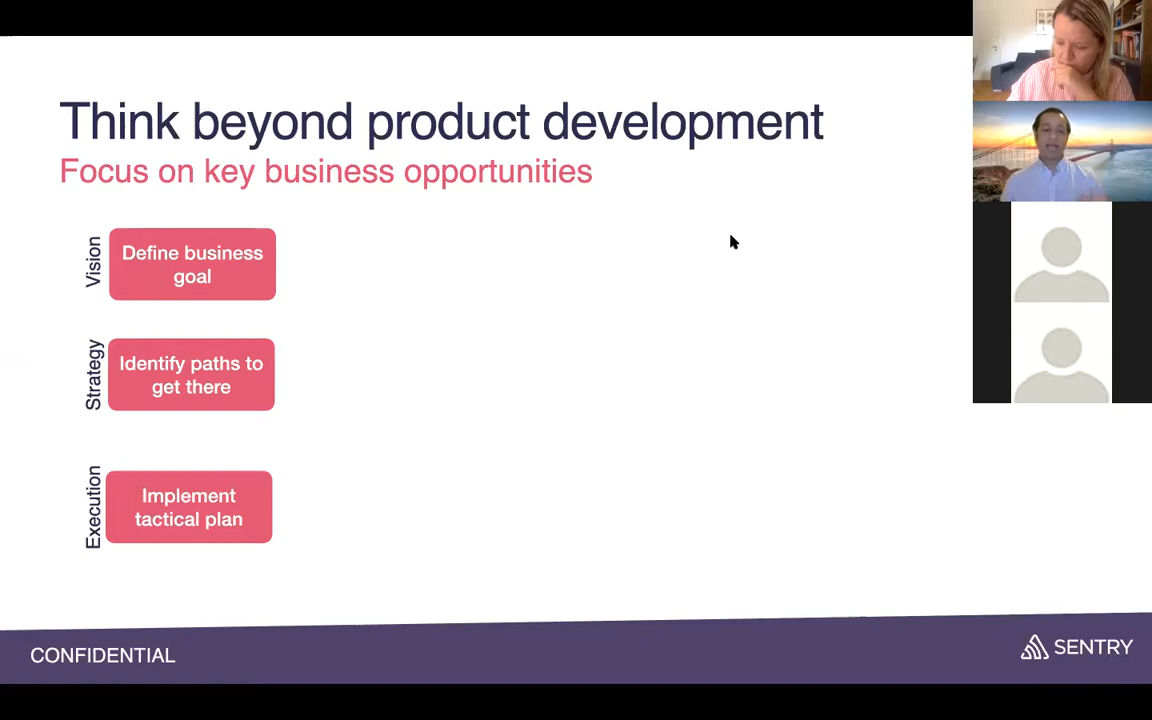 Think beyond product development
Focus on key business opportunities
Vision
Define business
goal
Strategy
Identify paths to
get there
Execution
Implement
tactical plan
CONFIDENTIAL
SENTRY